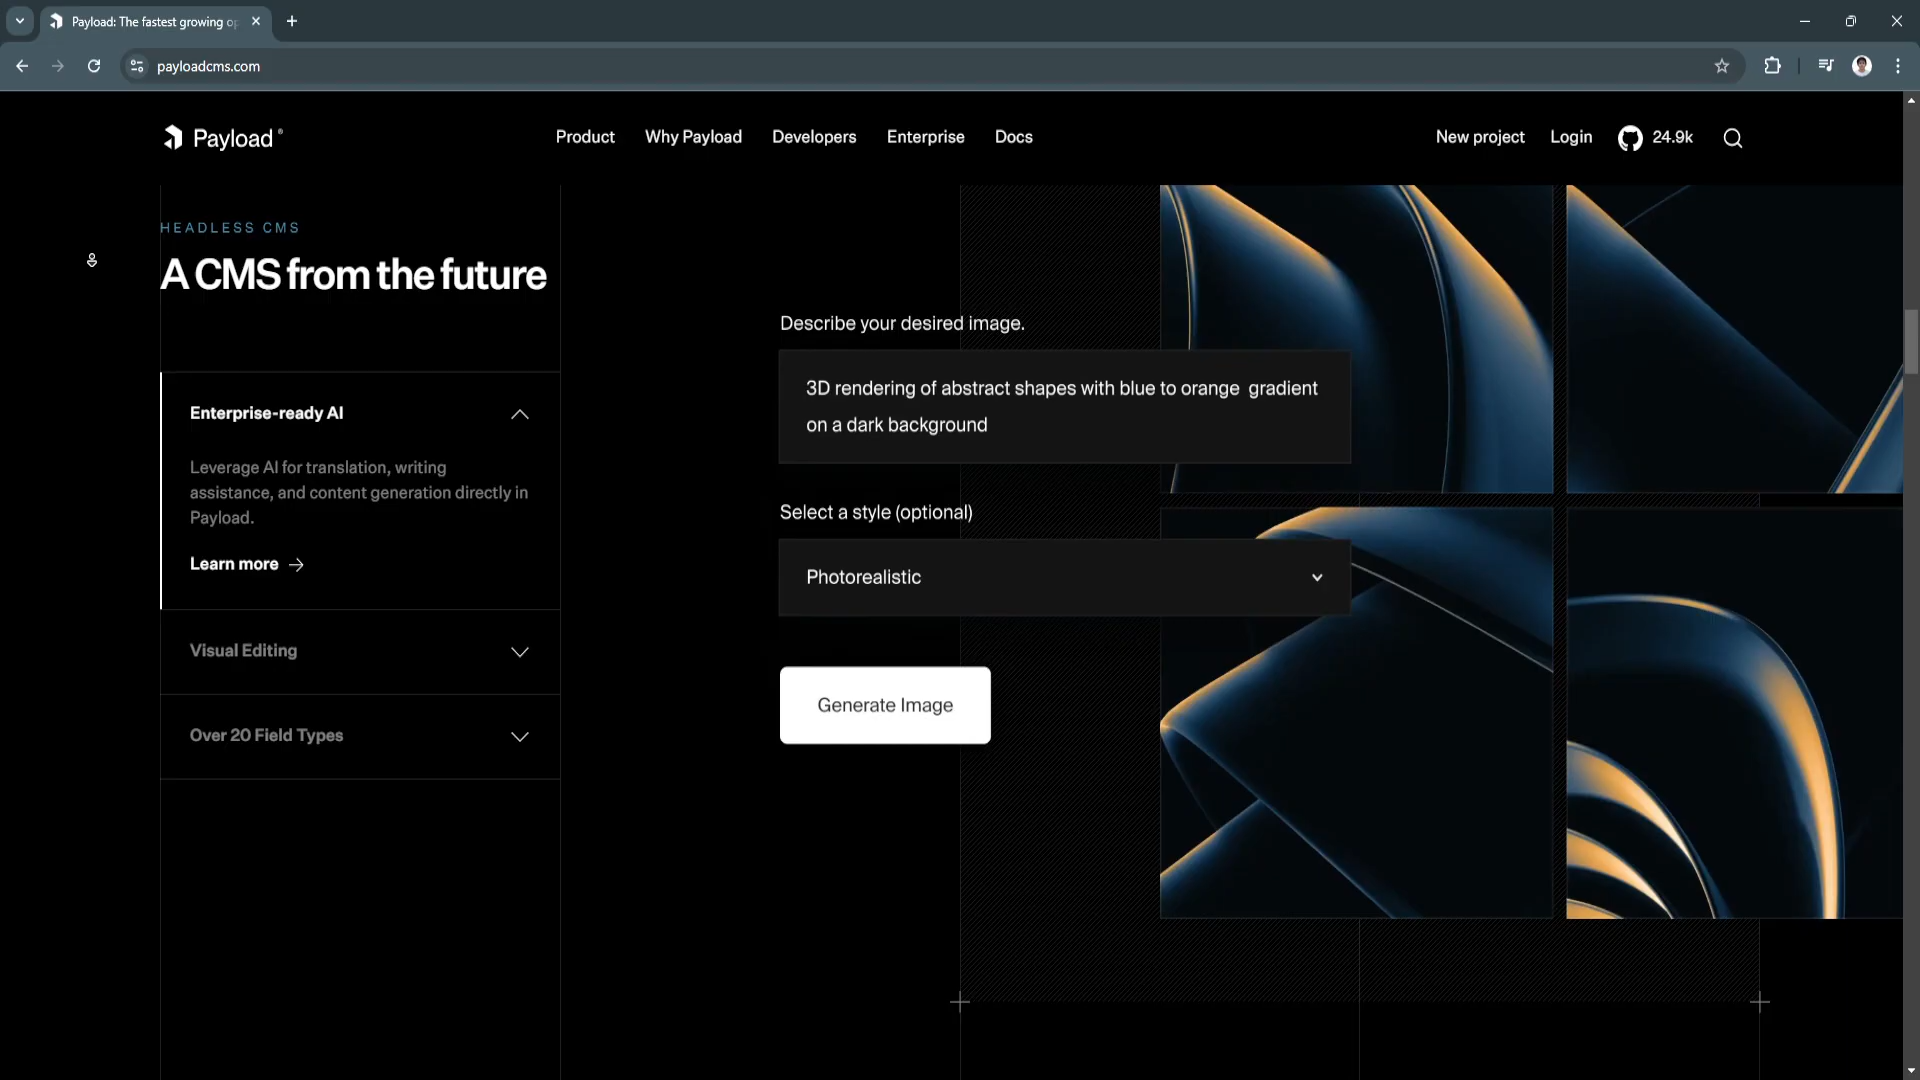 Payload: The fastest growing op
payloadcms.com
Payload
Product
Why Payload
Developers
Enterprise
Docs
New project
Login
24.9k
HEADLESS CMS
A CMS from the future
Enterprise-ready AI
Leverage AI for translation, writing
assistance, and content generation directly in
Payload.
Learn more
Visual Editing
Over 20 Field Types
Describe your desired image.
3D rendering of abstract shapes with blue to orange gradient
on a dark background
Select a style (optional)
Photorealistic
Generate Image